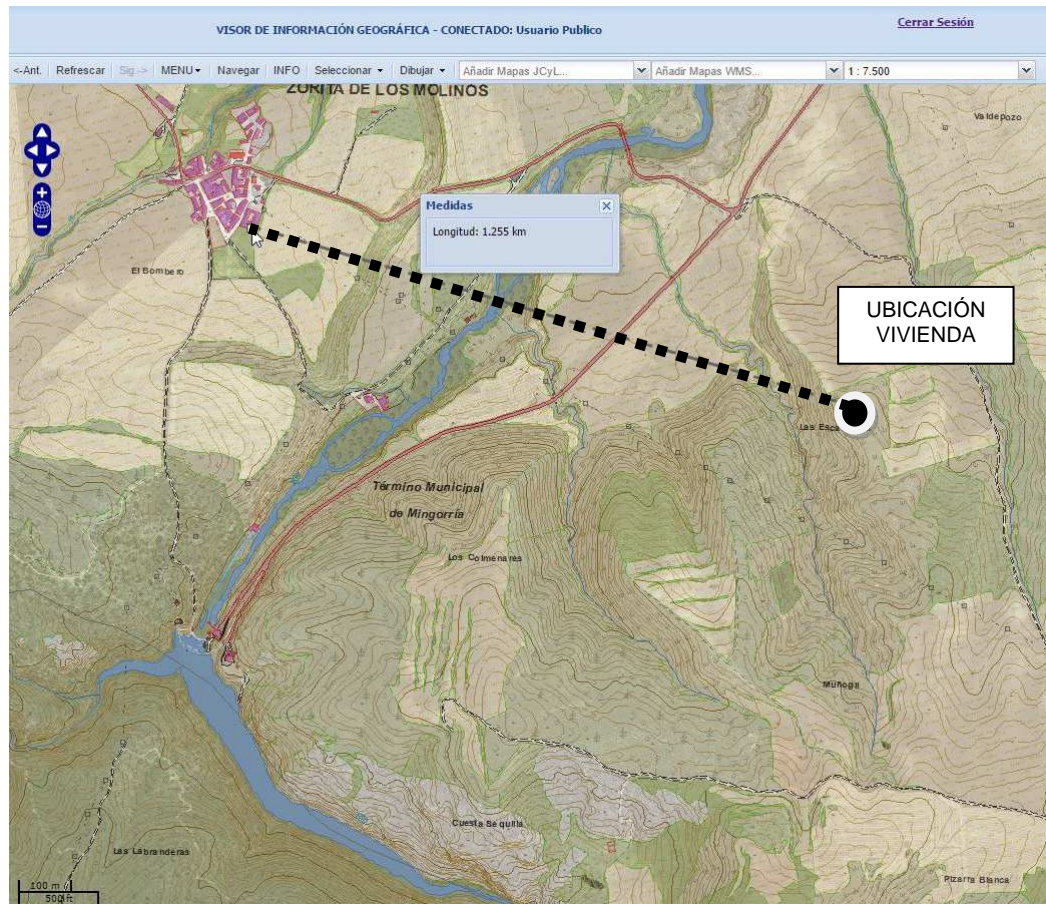 VISOR DE INFORMACIÓN GEOGRÁFICA - CONECTADO: Usuario Publico
Cerrar Sesión
<-Ant. Refrescar Sig-> MENU Navegar INFO Seleccionar Dibujar Añadir Mapas JCyL... Añadir Mapas WMS... 1 : 7.500
ZORITA DE LOS MOLINOS
Valdepozo
Medidas
Longitud: 1.255 km
El Bombero
UBICACIÓN
VIVIENDA
Las
Término Municipal
de Mingorría
Los Colmenares
Muñoga
Cuesta Sequilla
Las Labranderas
Pizarra Blanca
100 m
500 ft